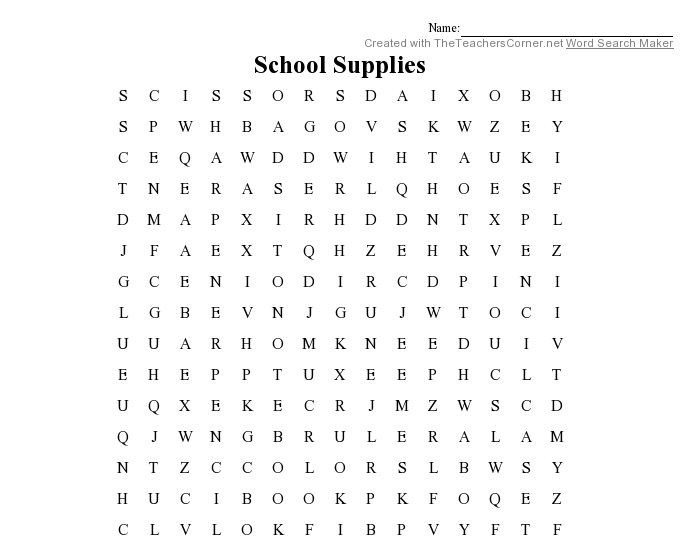 Name:
Created with TheTeachersCorner.net Word Search Maker
School Supplies
S C I S S O R S D A I X O B H
S P W H B A G O V S K W Z E Y
C E Q A W D D W I H T A U K I
T N E R A S E R L Q H O E S F
D M A P X I R H D D N T X P L
J F A E X T Q H Z E H R V E Z
G C E N I O D I R C D P I N I
L G B E V N J G U J W T O C I
U U A R H O M K N E E D U I V
E H E P P T U X E E P H C L T
U Q X E K E C R J M Z W S C D
Q J W N G B R U L E R A L A M
N T Z C C O L O R S L B W S Y
H U C I B O O K P K F O Q E Z
C L V L O K F I B P V Y F T F